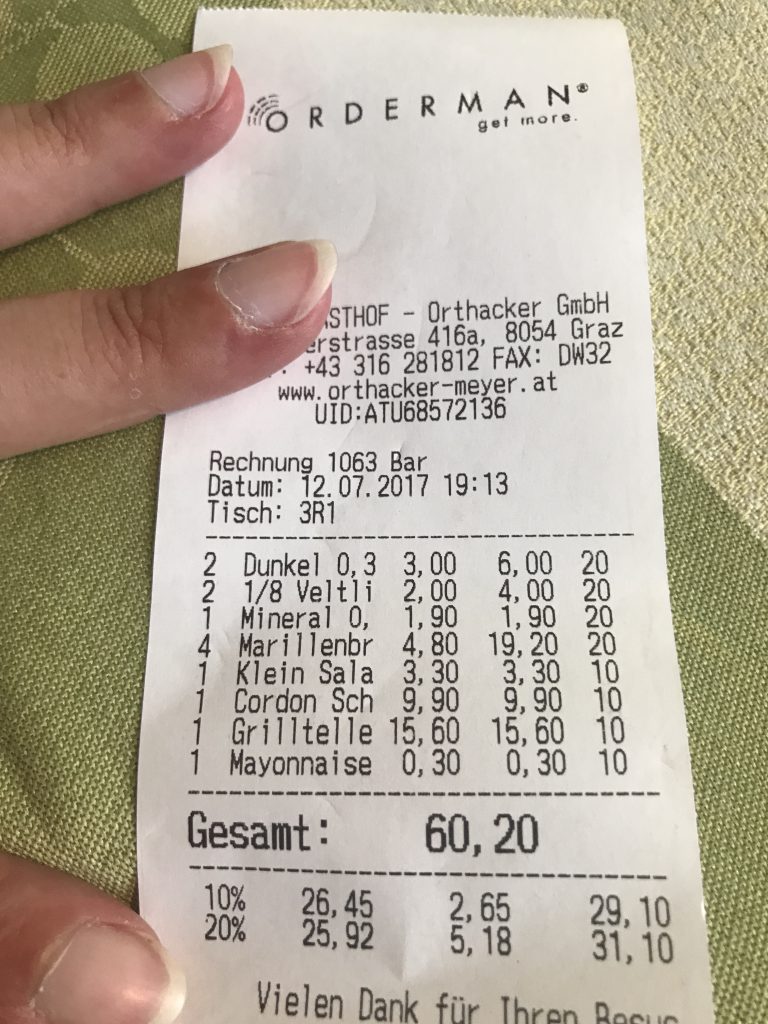 ORDERMAN®
get more.
STHOF - Orthacker GmbH
erstrasse 416a, 8054 Graz
+43 316 281812 FAX: DW32
www.orthacker-meyer.at
UID:ATU68572136
Rechnung 1063 Bar
Datum: 12.07.2017 19:13
Tisch: 3R1
2 Dunkel 0,3 3,00 6,00 20
2 1/8 Veltli 2,00 4,00 20
1 Mineral 0, 1,90 1,90 20
4 Marillenbr 4,80 19,20 20
1 Klein Sala 3,30 3,30 10
1 Cordon Sch 9,90 9,90 10
1 Grilltelle 15,60 15,60 10
1 Mayonnaise 0,30 0,30 10
Gesamt: 60,20
10% 26,45 2,65 29,10
20% 25,92 5,18 31,10
Vielen Dank für Ihren Besuc